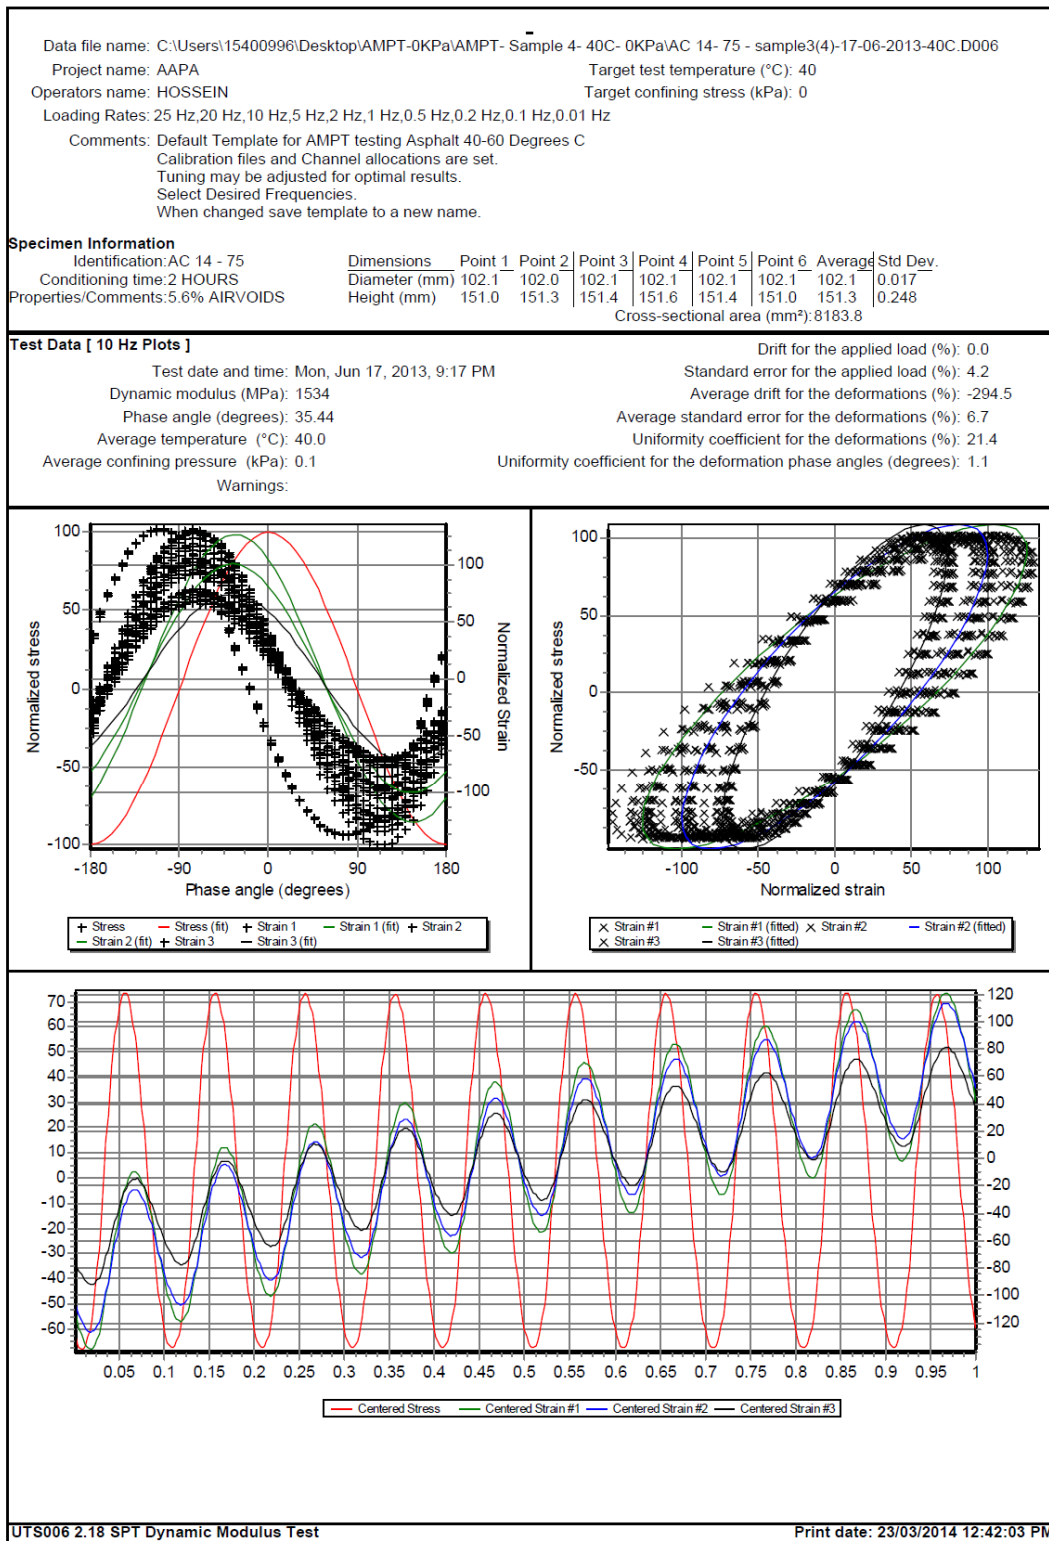 Data file name: C:\Users\15400996\Desktop\AMPT-0KPa\AMPT- Sample 4- 40C- 0KPa\AC 14- 75 - sample3(4)-17-06-2013-40C.D006
Project name: AAPA Target test temperature (°C): 40
Operators name: HOSSEIN Target confining stress (kPa): 0
Loading Rates: 25 Hz,20 Hz,10 Hz,5 Hz,2 Hz,1 Hz,0.5 Hz,0.2 Hz,0.1 Hz,0.01 Hz
Comments: Default Template for AMPT testing Asphalt 40-60 Degrees C
Calibration files and Channel allocations are set.
Tuning may be adjusted for optimal results.
Select Desired Frequencies.
When changed save template to a new name.
Specimen Information
Identification: AC 14 - 75 Dimensions Point 1 Point 2 Point 3 Point 4 Point 5 Point 6 Average Std Dev.
Conditioning time: 2 HOURS Diameter (mm) 102.1 102.0 102.1 102.1 102.1 102.1 102.1 0.017
Properties/Comments: 5.6% AIRVOIDS Height (mm) 151.0 151.3 151.4 151.6 151.4 151.0 151.3 0.248
Cross-sectional area (mm²): 8183.8
Test Data [ 10 Hz Plots ] Drift for the applied load (%): 0.0
Test date and time: Mon, Jun 17, 2013, 9:17 PM Standard error for the applied load (%): 4.2
Dynamic modulus (MPa): 1534 Average drift for the deformations (%): -294.5
Phase angle (degrees): 35.44 Average standard error for the deformations (%): 6.7
Average temperature (°C): 40.0 Uniformity coefficient for the deformations (%): 21.4
Average confining pressure (kPa): 0.1 Uniformity coefficient for the deformation phase angles (degrees): 1.1
Warnings:
100
50
0
-50
-100
Normalized stress
100
50
0
-50
-100
Normalized Strain
-180 -90 0 90 180
Phase angle (degrees)
Stress Stress (fit) Strain 1 Strain 1 (fit) Strain 2
Strain 2 (fit) Strain 3 Strain 3 (fit)
100
50
0
-50
Normalized stress
-100 -50 0 50 100
Normalized strain
Strain #1 Strain #1 (fitted) Strain #2 Strain #2 (fitted)
Strain #3 Strain #3 (fitted)
70
60
50
40
30
20
10
0
-10
-20
-30
-40
-50
-60
120
100
80
60
40
20
0
-20
-40
-60
-80
-100
-120
0.05 0.1 0.15 0.2 0.25 0.3 0.35 0.4 0.45 0.5 0.55 0.6 0.65 0.7 0.75 0.8 0.85 0.9 0.95 1
Centered Stress Centered Strain #1 Centered Strain #2 Centered Strain #3
UTS006 2.18 SPT Dynamic Modulus Test Print date: 23/03/2014 12:42:03 PM